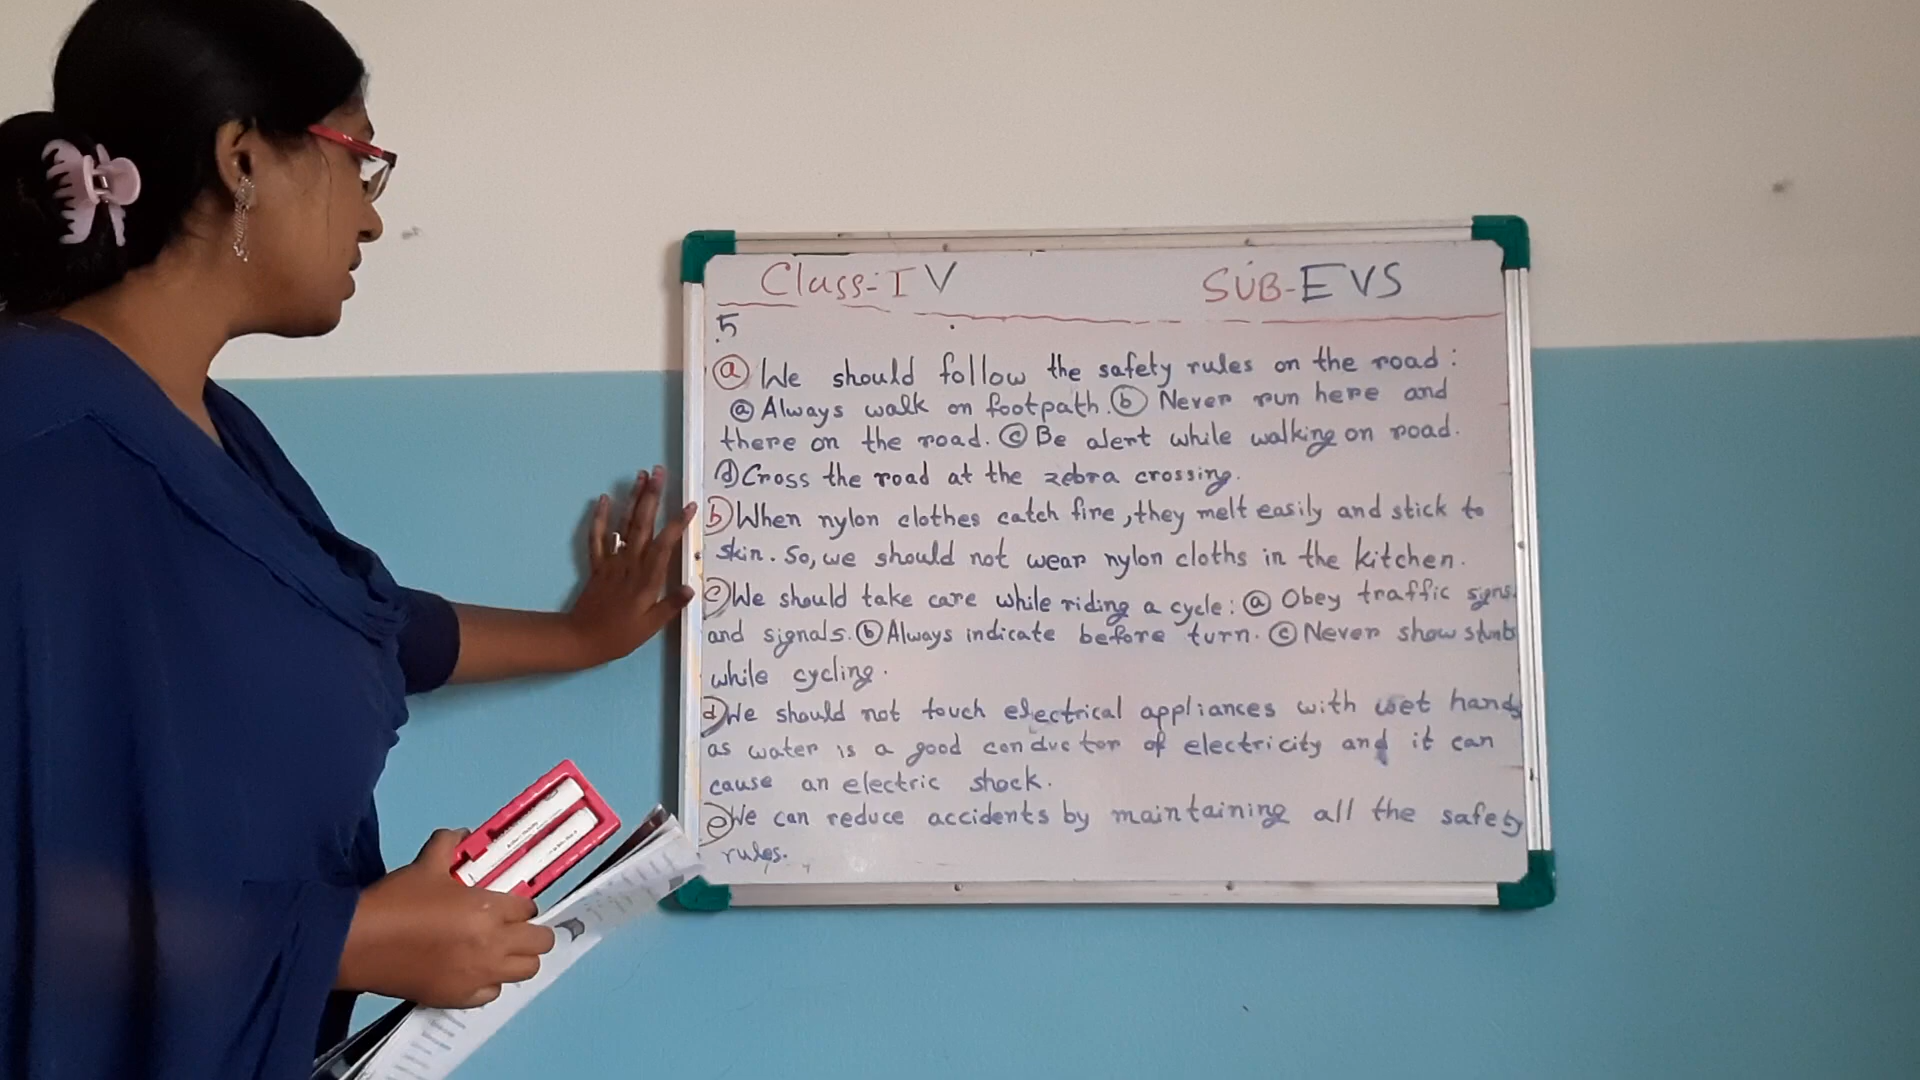 Class-IV SUB-EVS
5
ⓐ We should follow the safety rules on the road:
ⓐ Always walk on footpath. ⓑ Never run here and
there on the road. ⓒ Be alert while walking on road.
ⓓ Cross the road at the zebra crossing.
ⓑ When nylon clothes catch fire, they melt easily and stick to
skin. So, we should not wear nylon cloths in the kitchen.
ⓒ We should take care while riding a cycle: ⓐ Obey traffic signs
and signals. ⓑ Always indicate before turn. ⓒ Never show stunts
while cycling.
ⓓ We should not touch electrical appliances with wet hands
as water is a good conductor of electricity and it can
cause an electric shock.
ⓔ We can reduce accidents by maintaining all the safety
rules.